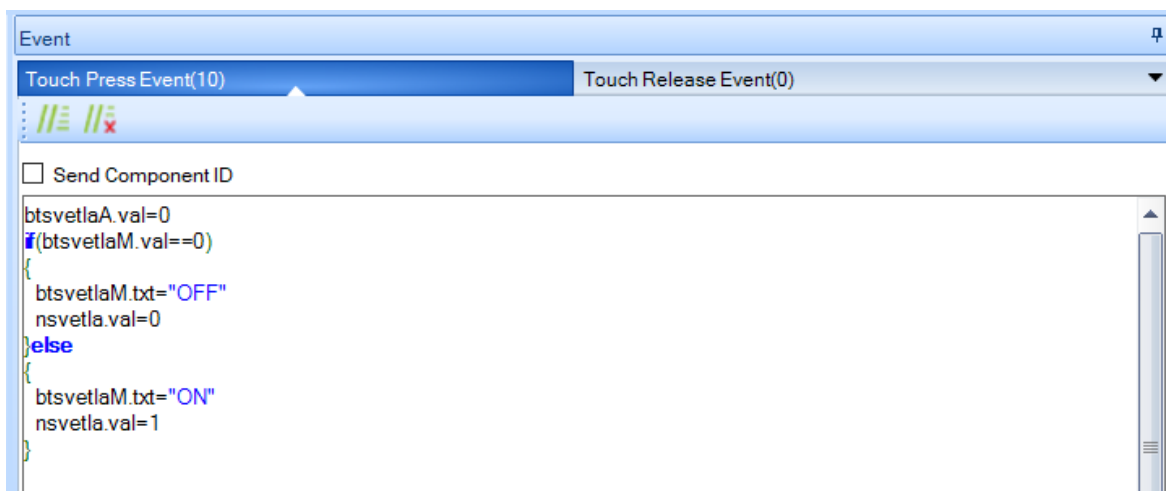 Event
Touch Press Event(10) Touch Release Event(0)
Send Component ID
btsvetlaA.val=0
if(btsvetlaM.val==0)
{
btsvetlaM.txt="OFF"
nsvetla.val=0
}else
{
btsvetlaM.txt="ON"
nsvetla.val=1
}